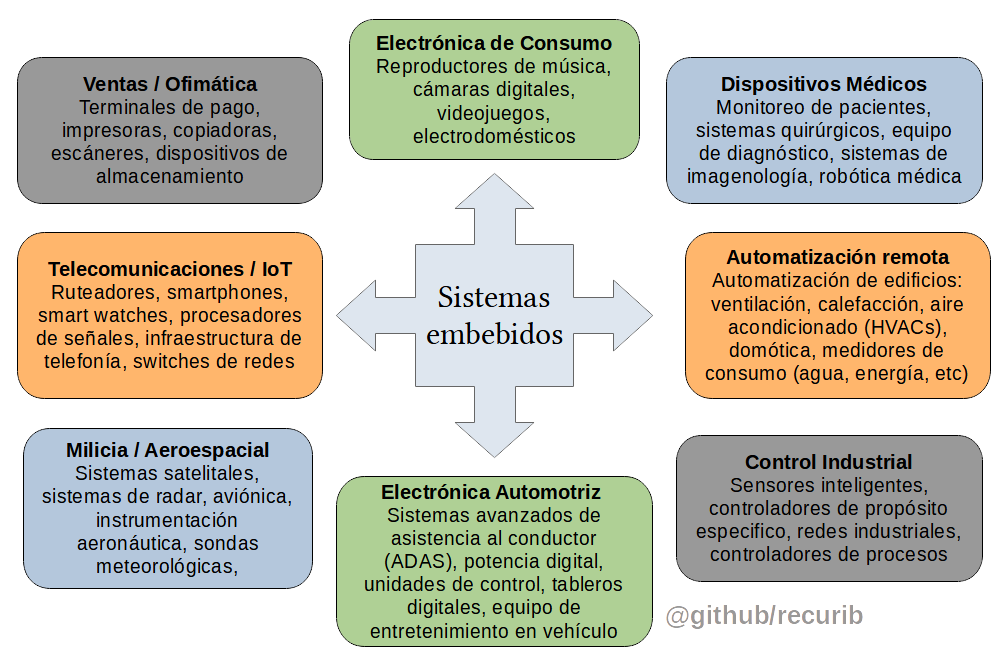 Electrónica de Consumo
Reproductores de música,
cámaras digitales,
videojuegos,
electrodomésticos
Ventas / Ofimática
Terminales de pago,
impresoras, copiadoras,
escáneres, dispositivos de
almacenamiento
Dispositivos Médicos
Monitoreo de pacientes,
sistemas quirúrgicos, equipo
de diagnóstico, sistemas de
imagenología, robótica médica
Telecomunicaciones / IoT
Ruteadores, smartphones,
smart watches, procesadores
de señales, infraestructura de
telefonía, switches de redes
Sistemas
embebidos
Automatización remota
Automatización de edificios:
ventilación, calefacción, aire
acondicionado (HVACs),
domótica, medidores de
consumo (agua, energía, etc)
Milicia / Aeroespacial
Sistemas satelitales,
sistemas de radar, aviónica,
instrumentación
aeronáutica, sondas
meteorológicas,
Electrónica Automotriz
Sistemas avanzados de
asistencia al conductor
(ADAS), potencia digital,
unidades de control, tableros
digitales, equipo de
entretenimiento en vehículo
Control Industrial
Sensores inteligentes,
controladores de propósito
especifico, redes industriales,
controladores de procesos
@github/recurib